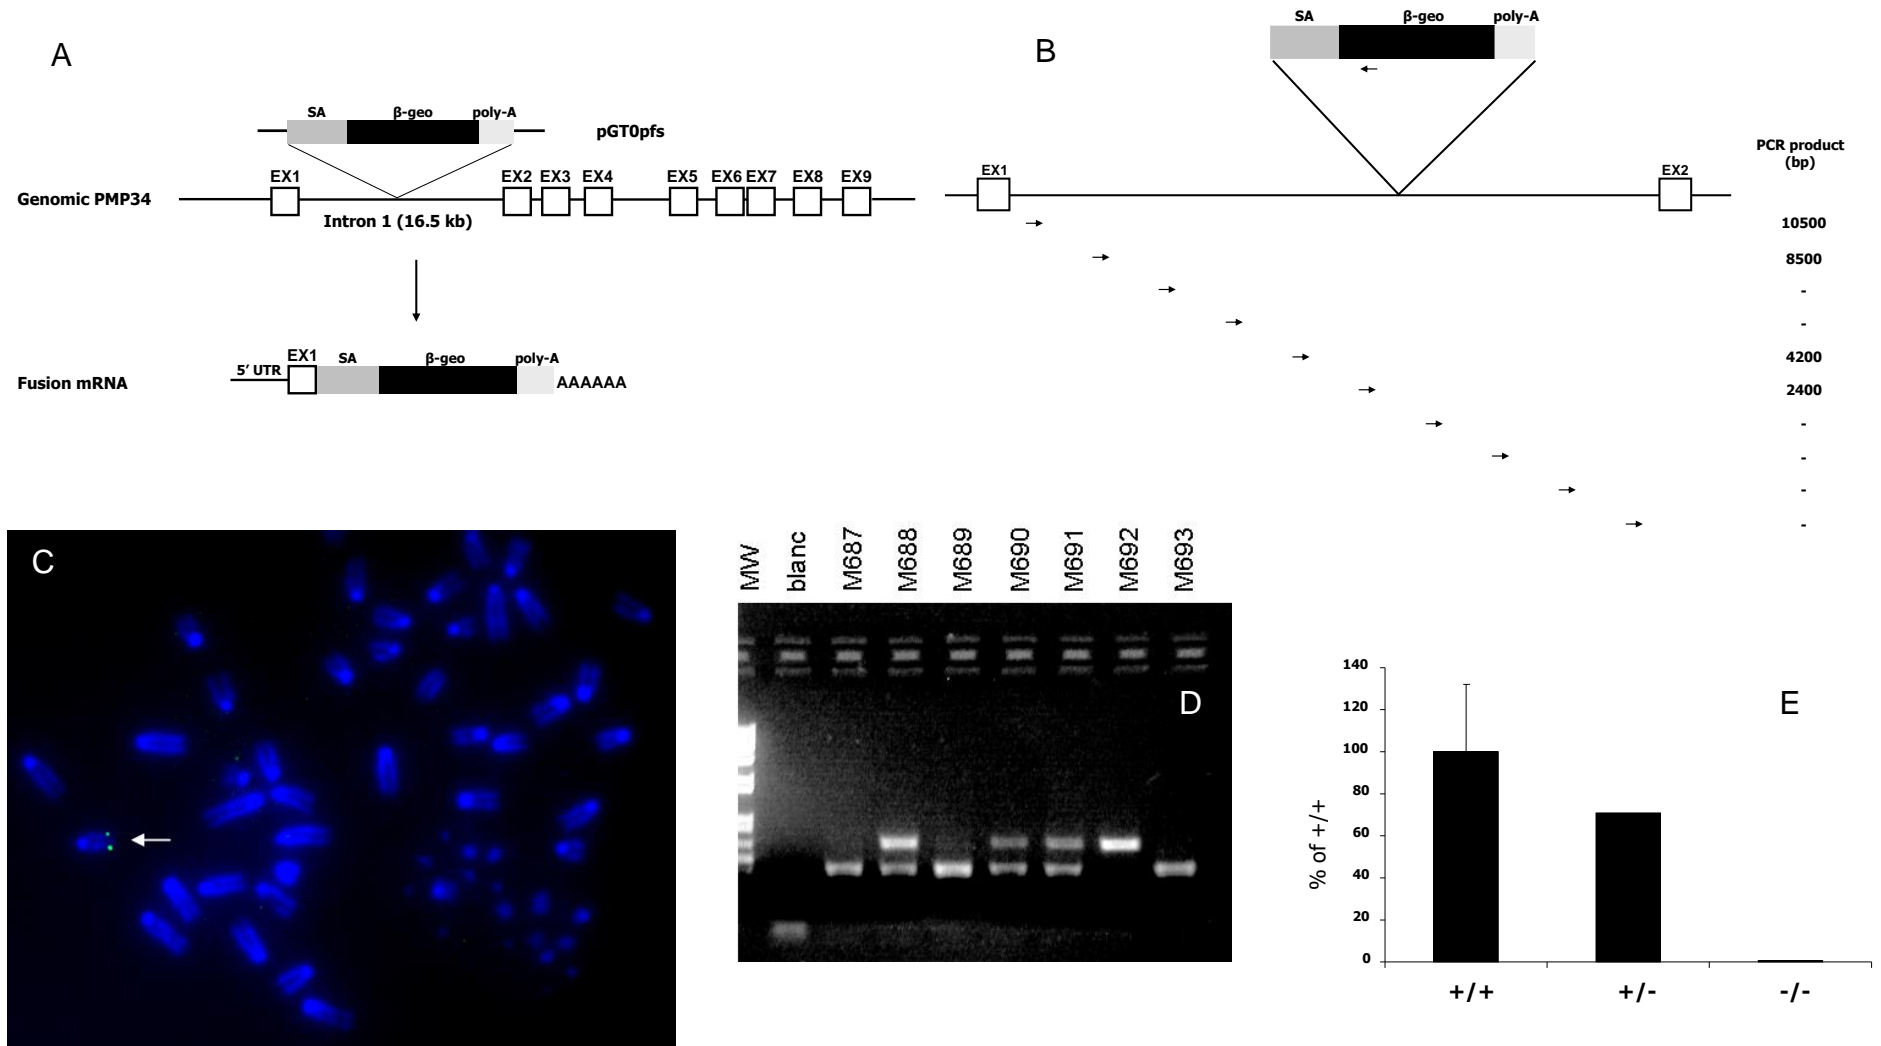 A
SA β-geo poly-A
pGT0pfs
EX1 EX2 EX3 EX4 EX5 EX6 EX7 EX8 EX9
Genomic PMP34
Intron 1 (16.5 kb)
EX1 SA β-geo poly-A
5' UTR
AAAAAA
Fusion mRNA
B
SA β-geo poly-A
PCR product
(bp)
EX1 EX2
10500
8500
-
-
4200
2400
-
-
-
-
C
MW blanc M687 M688 M689 M690 M691 M692 M693
D
E
% of +/+
140
120
100
80
60
40
20
0
+/+ +/- -/-